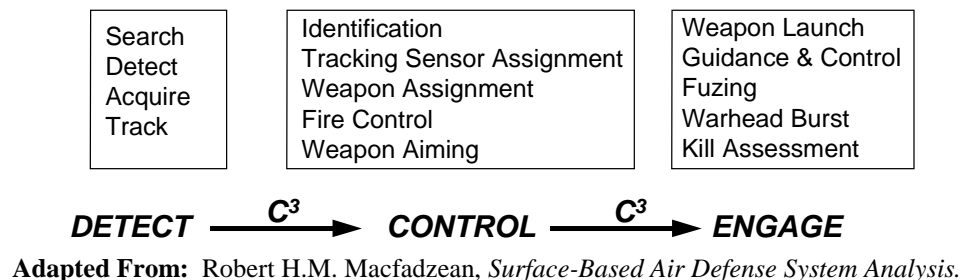 Search
Detect
Acquire
Track
Identification
Tracking Sensor Assignment
Weapon Assignment
Fire Control
Weapon Aiming
Weapon Launch
Guidance & Control
Fuzing
Warhead Burst
Kill Assessment
DETECT C³ CONTROL C³ ENGAGE
Adapted From: Robert H.M. Macfadzean, Surface-Based Air Defense System Analysis.